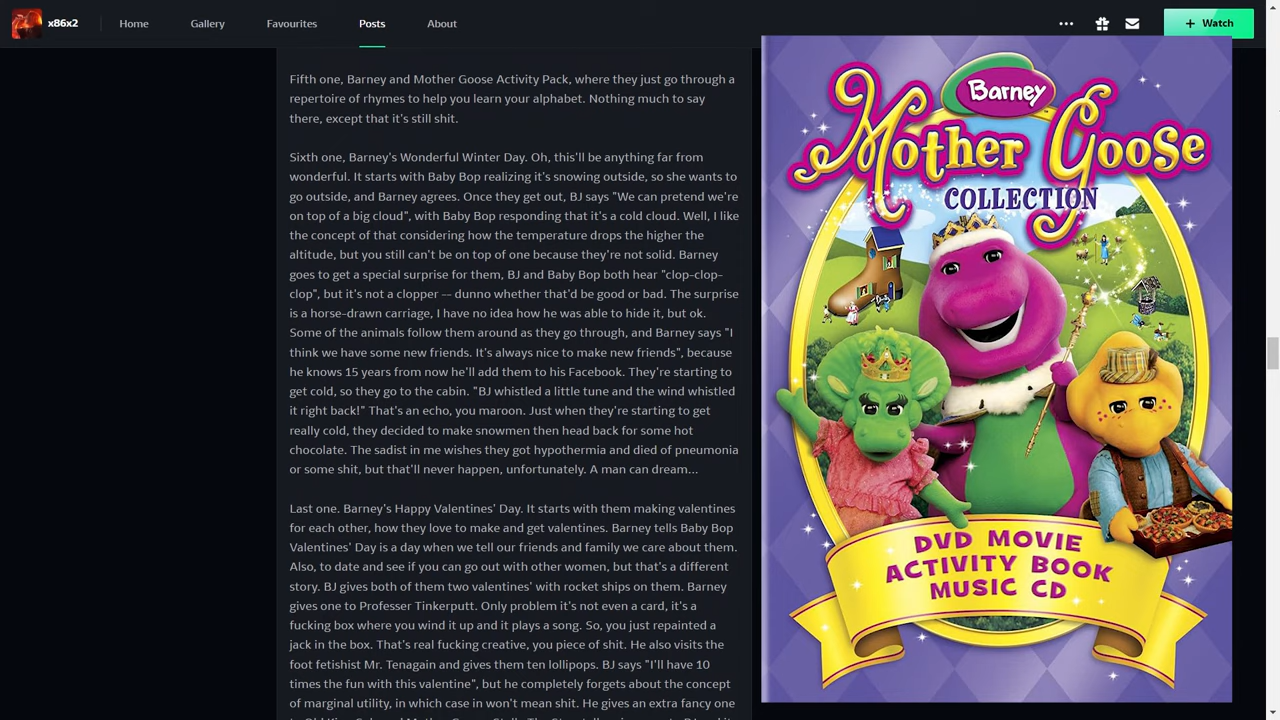 x86x2
Home
Gallery
Favourites
Posts
About
+ Watch
Fifth one, Barney and Mother Goose Activity Pack, where they just go through a
repertoire of rhymes to help you learn your alphabet. Nothing much to say
there, except that it's still shit.
Sixth one, Barney's Wonderful Winter Day. Oh, this'll be anything far from
wonderful. It starts with Baby Bop realizing it's snowing outside, so she wants to
go outside, and Barney agrees. Once they get out, BJ says "We can pretend we're
on top of a big cloud", with Baby Bop responding that it's a cold cloud. Well, I like
the concept of that considering how the temperature drops the higher the
altitude, but you still can't be on top of one because they're not solid. Barney
goes to get a special surprise for them, BJ and Baby Bop both hear "clop-clop-
clop", but it's not a clopper -- dunno whether that'd be good or bad. The surprise
is a horse-drawn carriage, I have no idea how he was able to hide it, but ok.
Some of the animals follow them around as they go through, and Barney says "I
think we have some new friends. It's always nice to make new friends", because
he knows 15 years from now he'll add them to his Facebook. They're starting to
get cold, so they go to the cabin. "BJ whistled a little tune and the wind whistled
it right back!" That's an echo, you maroon. Just when they're starting to get
really cold, they decided to make snowmen then head back for some hot
chocolate. The sadist in me wishes they got hypothermia and died of pneumonia
or some shit, but that'll never happen, unfortunately. A man can dream...
Last one. Barney's Happy Valentines' Day. It starts with them making valentines
for each other, how they love to make and get valentines. Barney tells Baby Bop
Valentines' Day is a day when we tell our friends and family we care about them.
Also, to date and see if you can go out with other women, but that's a different
story. BJ gives both of them two valentines' with rocket ships on them. Barney
gives one to Professor Tinkerputt. Only problem it's not even a card, it's a
fucking box where you wind it up and it plays a song. So, you just repainted a
jack in the box. That's real fucking creative, you piece of shit. He also visits the
foot fetishist Mr. Tenagain and gives them ten lollipops. BJ says "I'll have 10
times the fun with this valentine", but he completely forgets about the concept
of marginal utility, in which case in won't mean shit. He gives an extra fancy one
Barney
Mother Goose
COLLECTION
DVD MOVIE
ACTIVITY BOOK
MUSIC CD